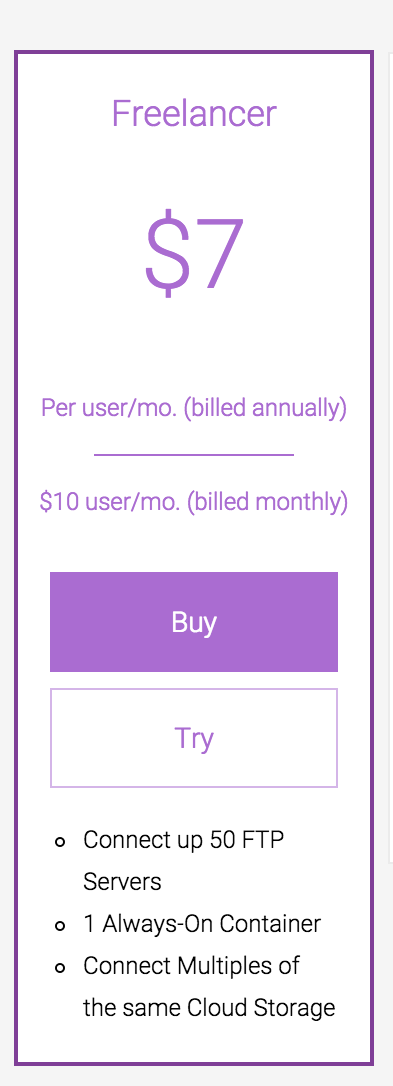 Freelancer
$7
Per user/mo. (billed annually)
$10 user/mo. (billed monthly)
Buy
Try
Connect up 50 FTP
Servers
1 Always-On Container
Connect Multiples of
the same Cloud Storage